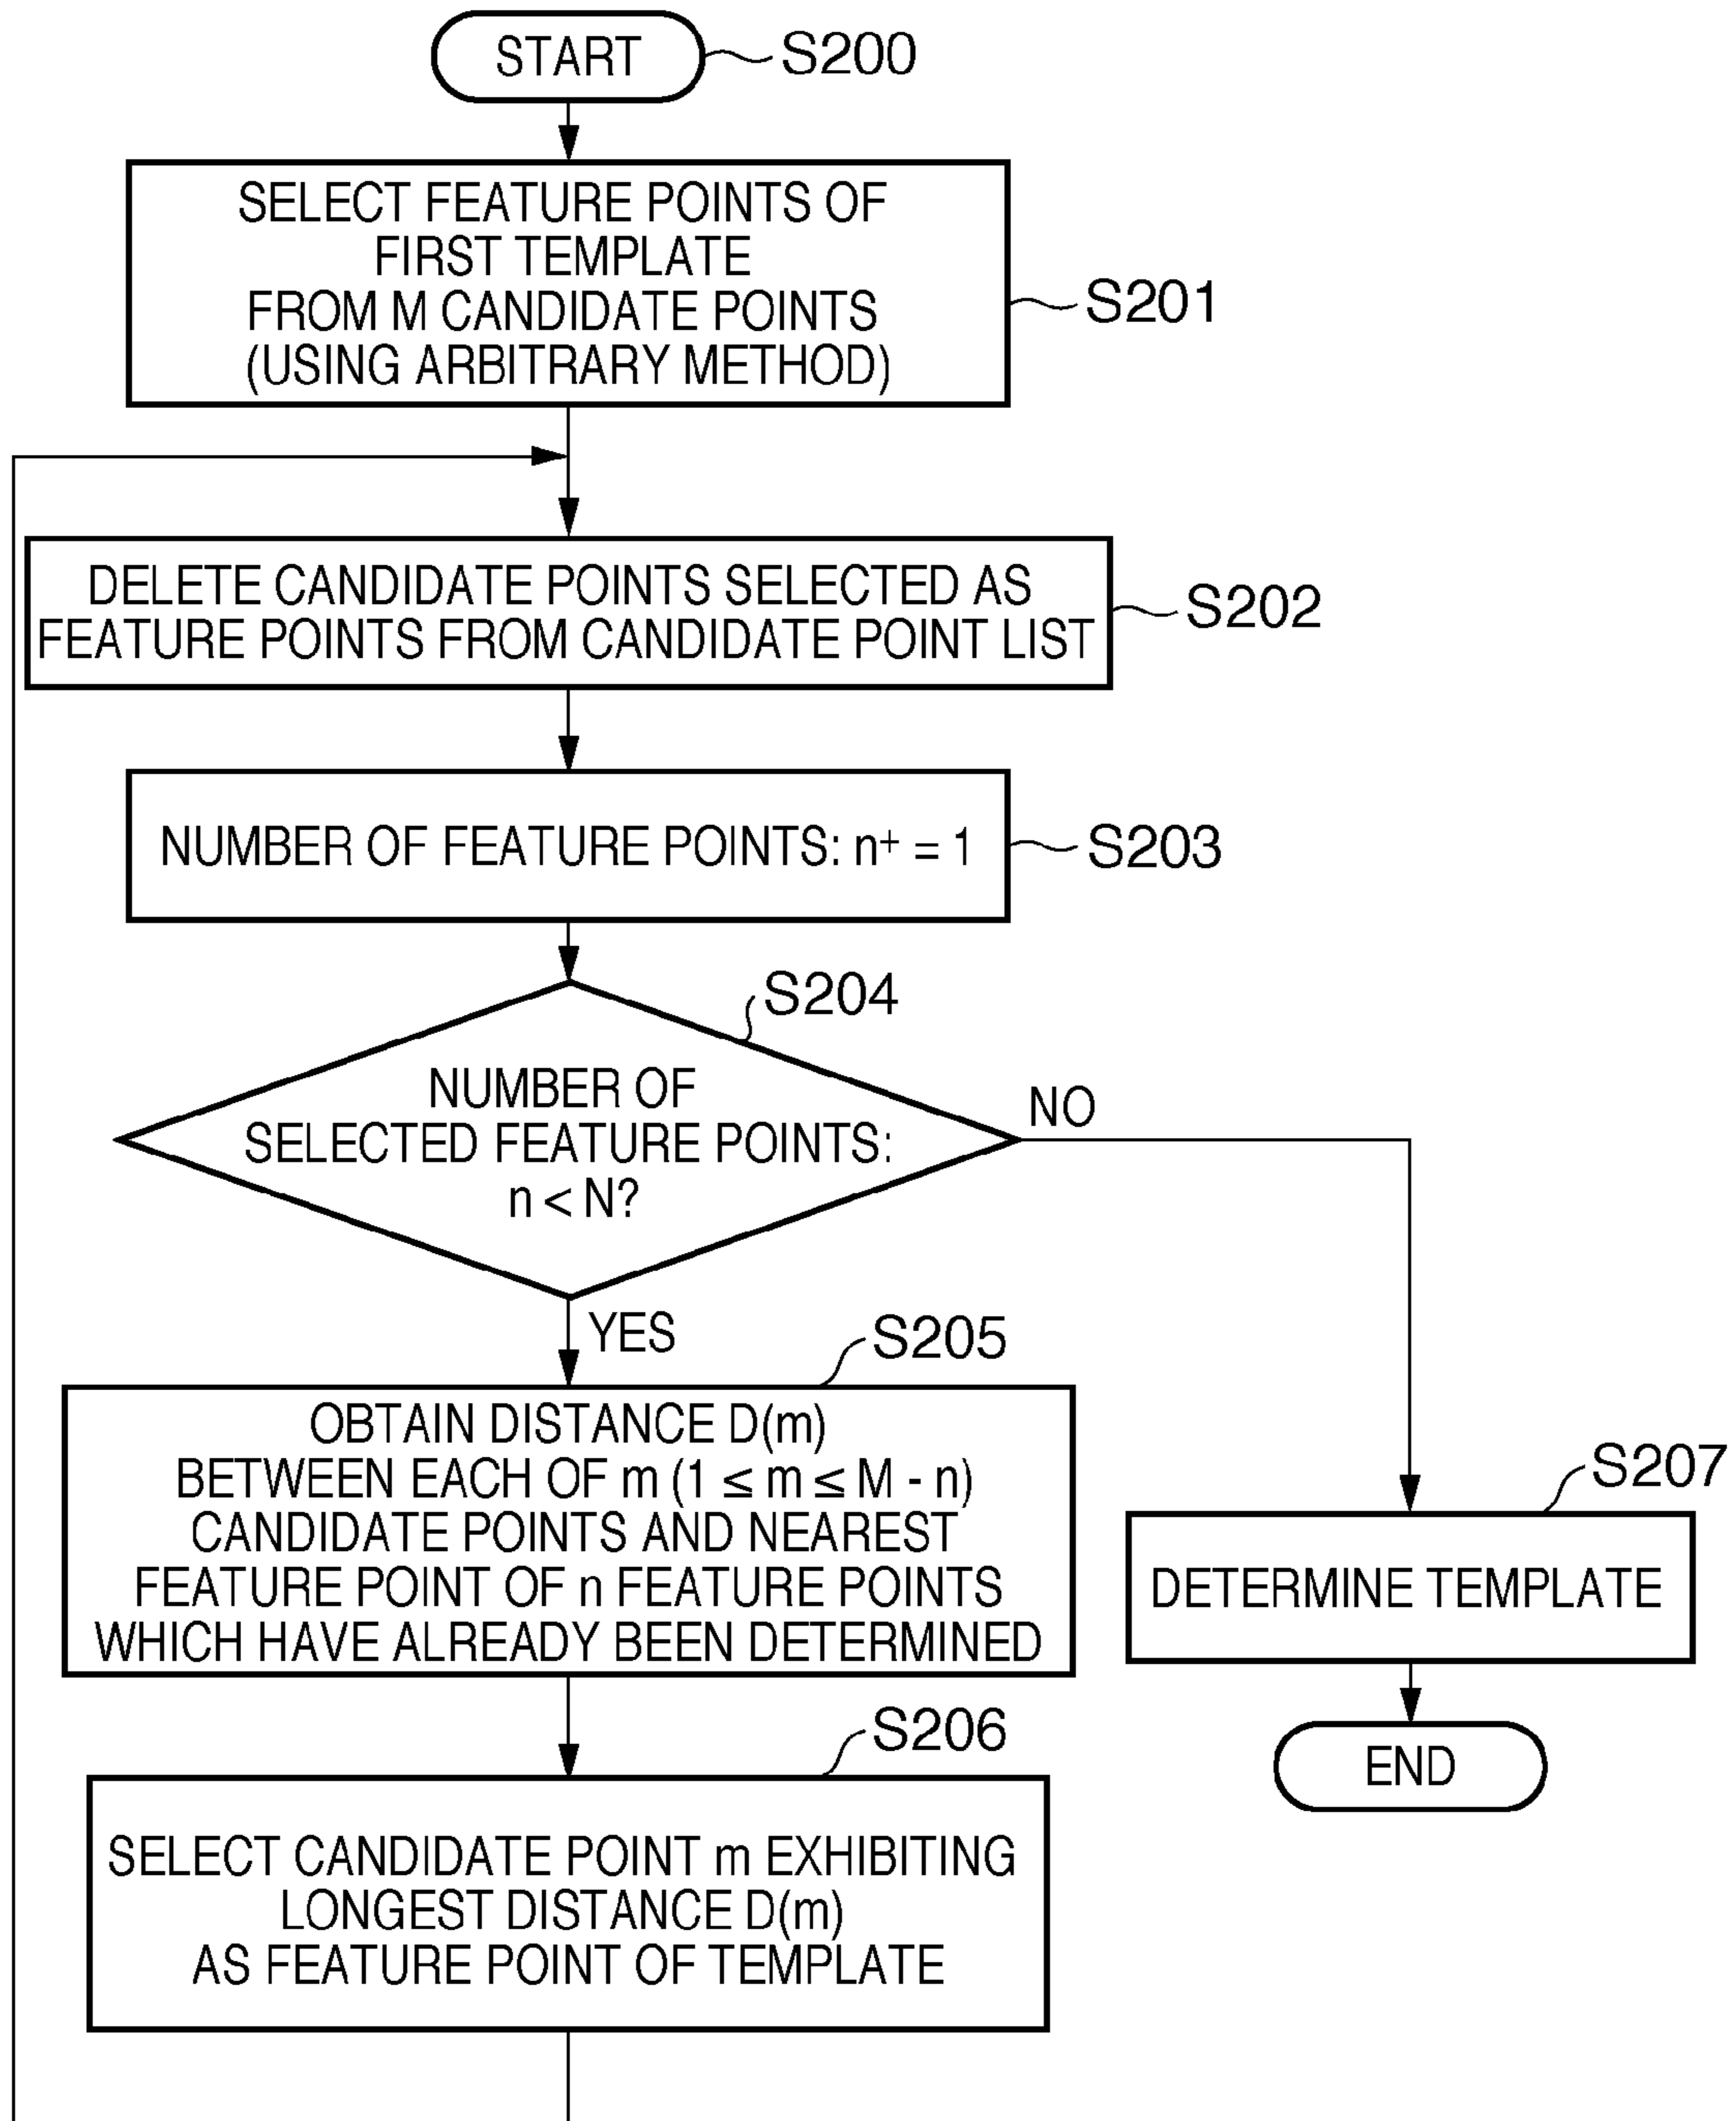 START
S200
SELECT FEATURE POINTS OF
FIRST TEMPLATE
FROM M CANDIDATE POINTS
(USING ARBITRARY METHOD)
S201
DELETE CANDIDATE POINTS SELECTED AS
FEATURE POINTS FROM CANDIDATE POINT LIST
S202
NUMBER OF FEATURE POINTS: n⁺ = 1
S203
S204
NUMBER OF
SELECTED FEATURE POINTS:
n < N?
NO
YES
S205
OBTAIN DISTANCE D(m)
BETWEEN EACH OF m (1 ≤ m ≤ M - n)
CANDIDATE POINTS AND NEAREST
FEATURE POINT OF n FEATURE POINTS
WHICH HAVE ALREADY BEEN DETERMINED
S207
DETERMINE TEMPLATE
S206
SELECT CANDIDATE POINT m EXHIBITING
LONGEST DISTANCE D(m)
AS FEATURE POINT OF TEMPLATE
END